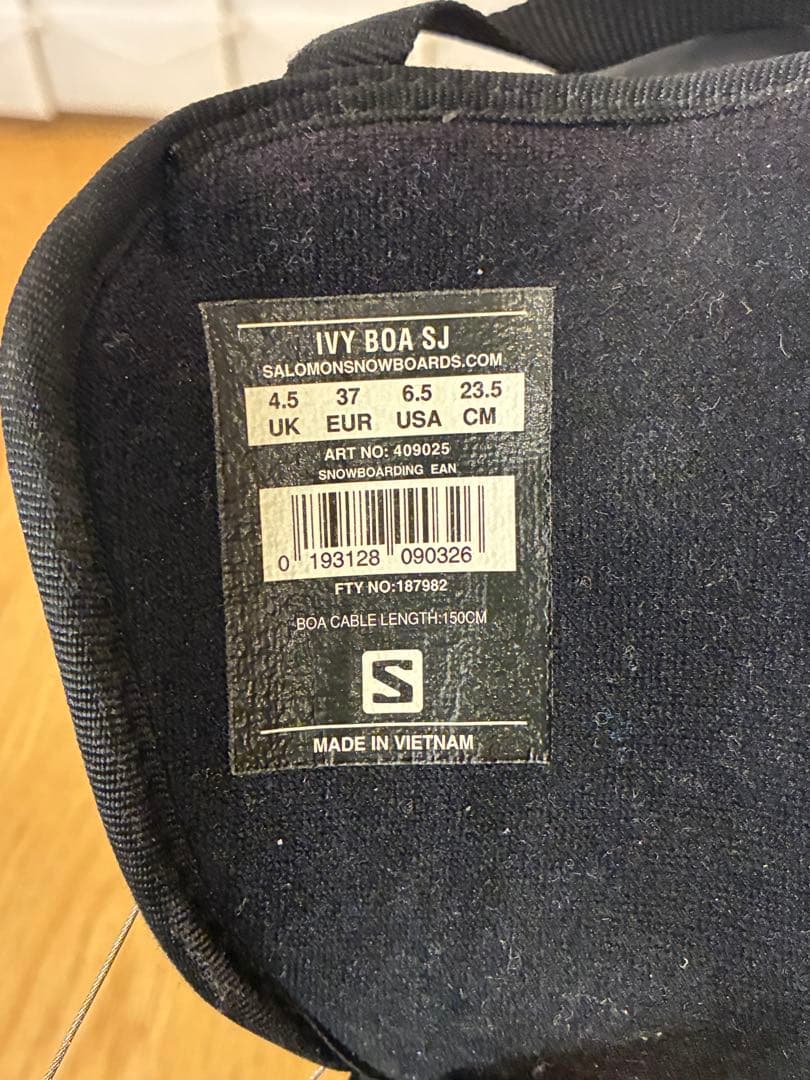 IVY BOA SJ
SALOMONSNOWBOARDS.COM
4.5 37 6.5 23.5
UK EUR USA CM
ART NO: 409025
SNOWBOARDING EAN
0 193128 090326
FTY NO:187982
BOA CABLE LENGTH:150CM
S
MADE IN VIETNAM